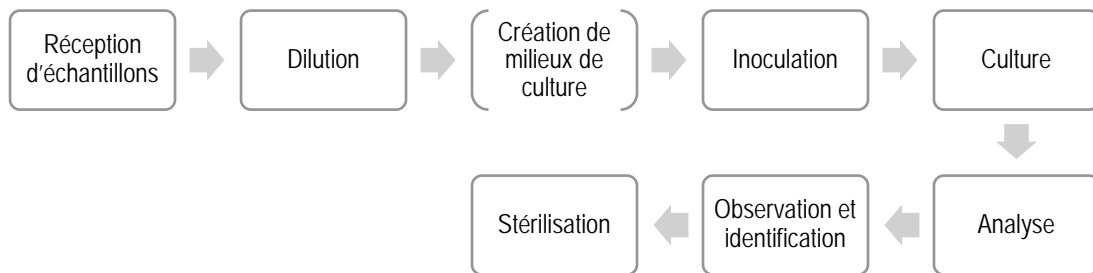 Réception
d'échantillons
Dilution
Création de
milieux de
culture
Inoculation
Culture
Analyse
Observation et
identification
Stérilisation